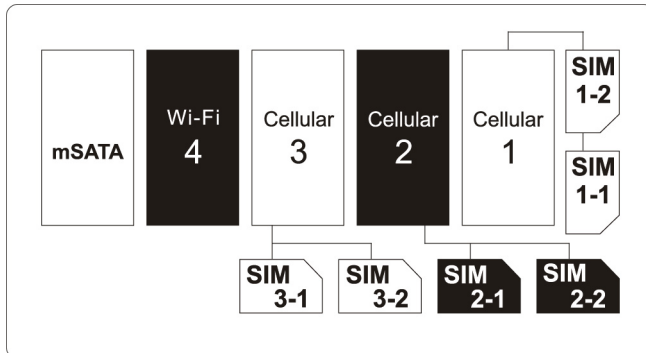 mSATA
Wi-Fi
4
Cellular
3
Cellular
2
Cellular
1
SIM
1-2
SIM
1-1
SIM
3-1
SIM
3-2
SIM
2-1
SIM
2-2